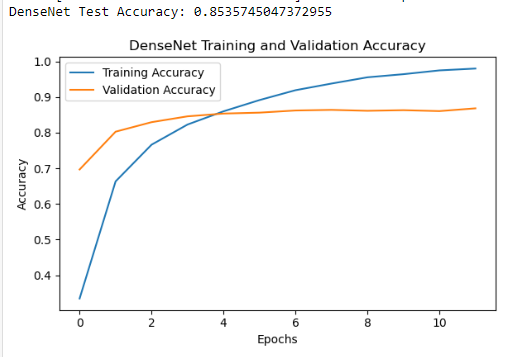 DenseNet Test Accuracy: 0.8535745047372955
DenseNet Training and Validation Accuracy
Training Accuracy
Validation Accuracy
1.0
0.9
0.8
0.7
0.6
0.5
0.4
Accuracy
0 2 4 6 8 10
Epochs